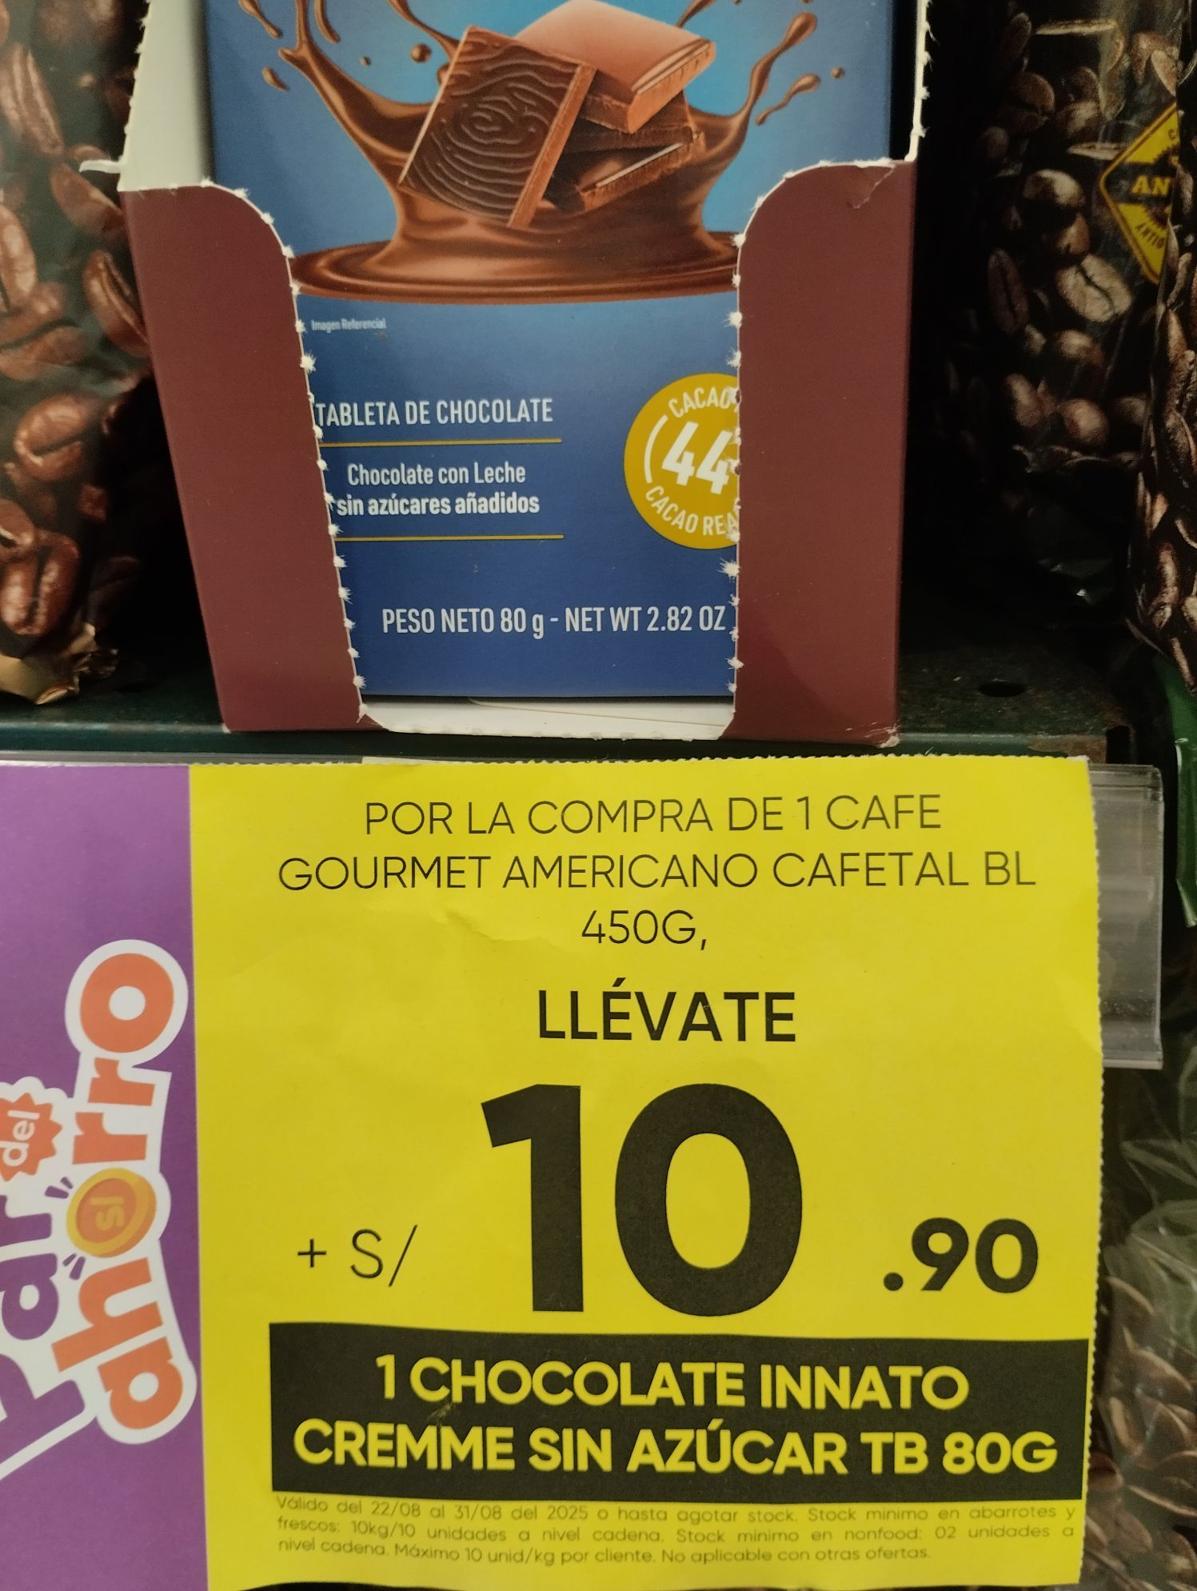 Imagen Referencial
TABLETA DE CHOCOLATE
Chocolate con Leche
sin azúcares añadidos
CACAO
44
CACAO REA
PESO NETO 80 g - NET WT 2.82 OZ
AN
POR LA COMPRA DE 1 CAFE
GOURMET AMERICANO CAFETAL BL
450G,
LLÉVATE
+ S/ 10.90
1 CHOCOLATE INNATO
CREMME SIN AZÚCAR TB 80G
Válido del 22/08 al 31/08 del 2025 o hasta agotar stock. Stock minimo en abarrotes y
frescos: 10kg/10 unidades a nivel cadena. Stock minimo en nonfood: 02 unidades a
nivel cadena. Máximo 10 unid/kg por cliente. No aplicable con otras ofertas.
Par
del
ahorro
S/